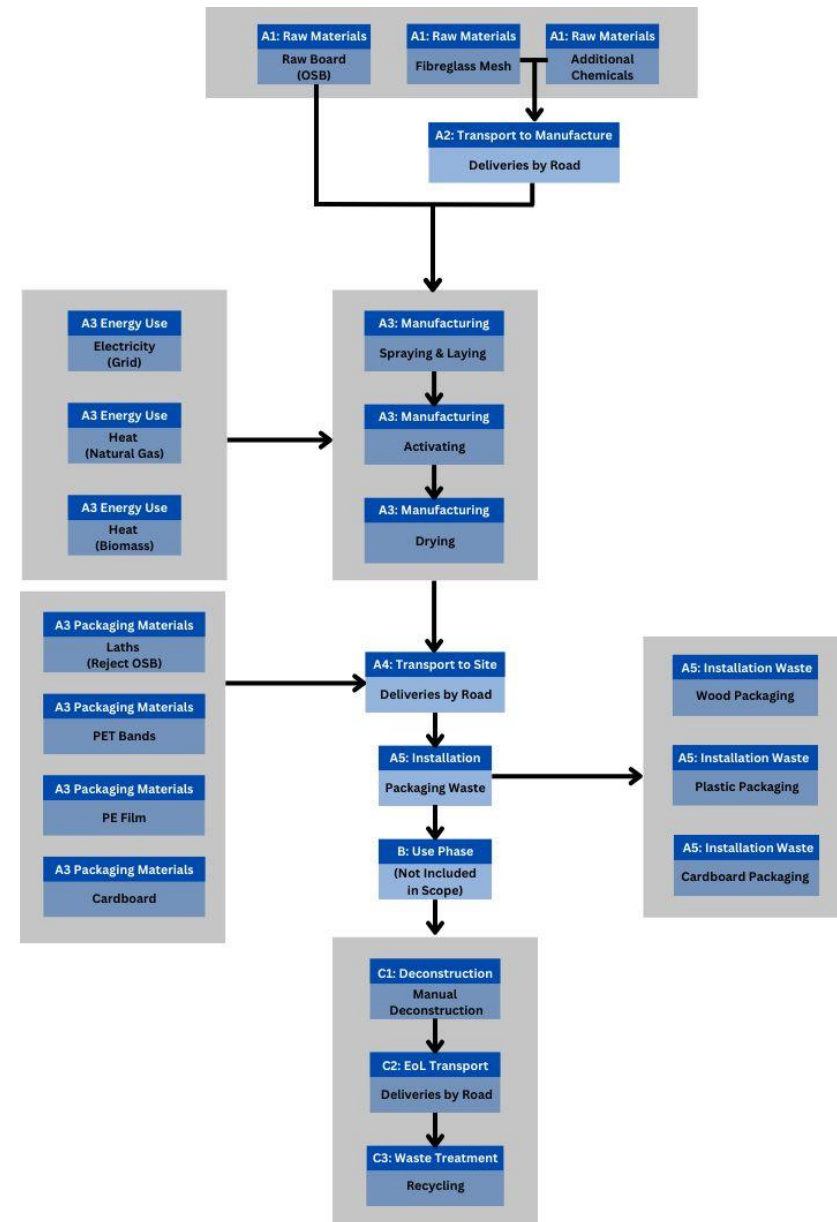 A1: Raw Materials
Raw Board
(OSB)
A1: Raw Materials
Fibreglass Mesh
A1: Raw Materials
Additional
Chemicals
A2: Transport to Manufacture
Deliveries by Road
A3 Energy Use
Electricity
(Grid)
A3 Energy Use
Heat
(Natural Gas)
A3 Energy Use
Heat
(Biomass)
A3: Manufacturing
Spraying & Laying
A3: Manufacturing
Activating
A3: Manufacturing
Drying
A3 Packaging Materials
Laths
(Reject OSB)
A3 Packaging Materials
PET Bands
A3 Packaging Materials
PE Film
A3 Packaging Materials
Cardboard
A4: Transport to Site
Deliveries by Road
A5: Installation
Packaging Waste
B: Use Phase
(Not Included
in Scope)
A5: Installation Waste
Wood Packaging
A5: Installation Waste
Plastic Packaging
A5: Installation Waste
Cardboard Packaging
C1: Deconstruction
Manual
Deconstruction
C2: EoL Transport
Deliveries by Road
C3: Waste Treatment
Recycling